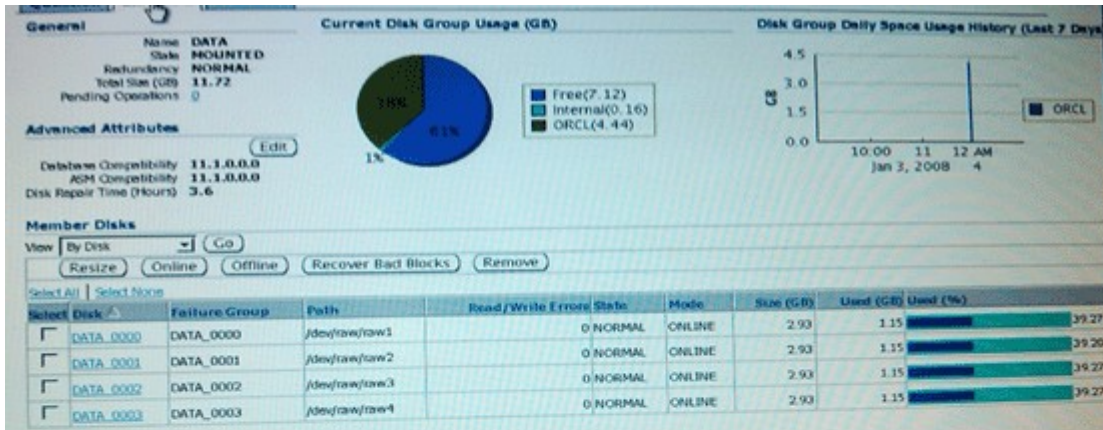 General
Name DATA
State MOUNTED
Redundancy NORMAL
Total Size (GB) 11.72
Pending Operations 0
Advanced Attributes
Edit
Database Compatibility 11.1.0.0.0
ASM Compatibility 11.1.0.0.0
Disk Repair Time (Hours) 3.6
Current Disk Group Usage (GB)
38%
61%
1%
Free(7.12)
Internal(0.16)
ORCL(4.44)
Disk Group Daily Space Usage History (Last 7 Days
4.5
3.0
1.5
0.0
GB
10:00 11 12 AM
Jan 3, 2008 4
ORCL
Member Disks
View By Disk Go
Resize Online Offline Recover Bad Blocks Remove
Select All | Select None
Select Disk Failure Group Path Read/Write Errors State Mode Size (GB) Used (GB) Used (%)
DATA_0000 DATA_0000 /dev/raw/raw1 0 NORMAL ONLINE 2.93 1.15 39.27
DATA_0001 DATA_0001 /dev/raw/raw2 0 NORMAL ONLINE 2.93 1.15 39.20
DATA_0002 DATA_0002 /dev/raw/raw3 0 NORMAL ONLINE 2.93 1.15 39.27
DATA_0003 DATA_0003 /dev/raw/raw4 0 NORMAL ONLINE 2.93 1.15 39.27